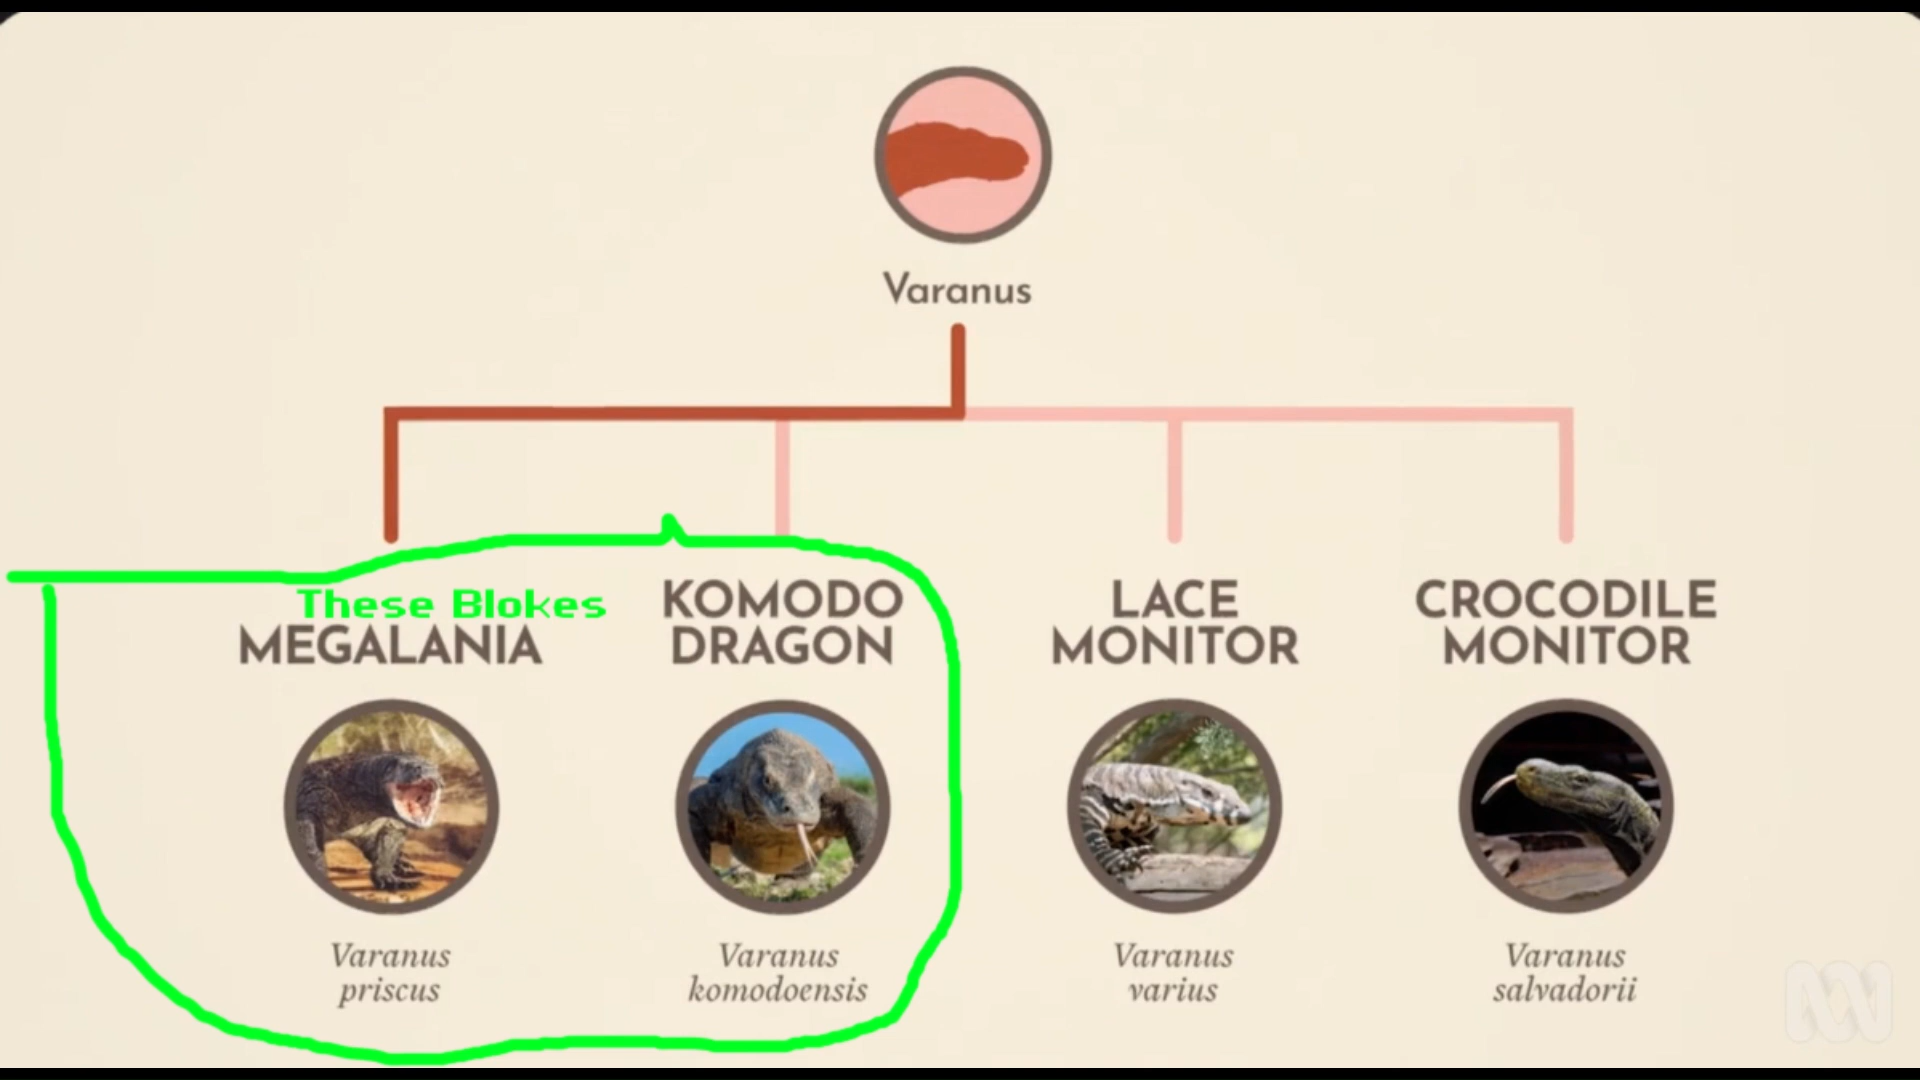 Varanus
These Blokes
MEGALANIA
KOMODO
DRAGON
LACE
MONITOR
CROCODILE
MONITOR
Varanus
priscus
Varanus
komodoensis
Varanus
varius
Varanus
salvadorii